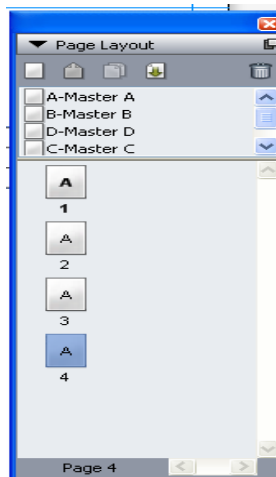 Page Layout
A-Master A
B-Master B
D-Master D
C-Master C
A
1
A
2
A
3
A
4
Page 4